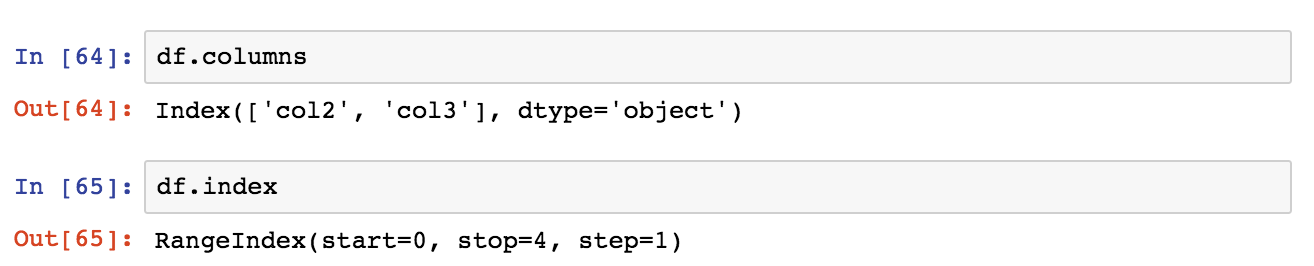 In [64]: df.columns
Out[64]: Index(['col2', 'col3'], dtype='object')
In [65]: df.index
Out[65]: RangeIndex(start=0, stop=4, step=1)